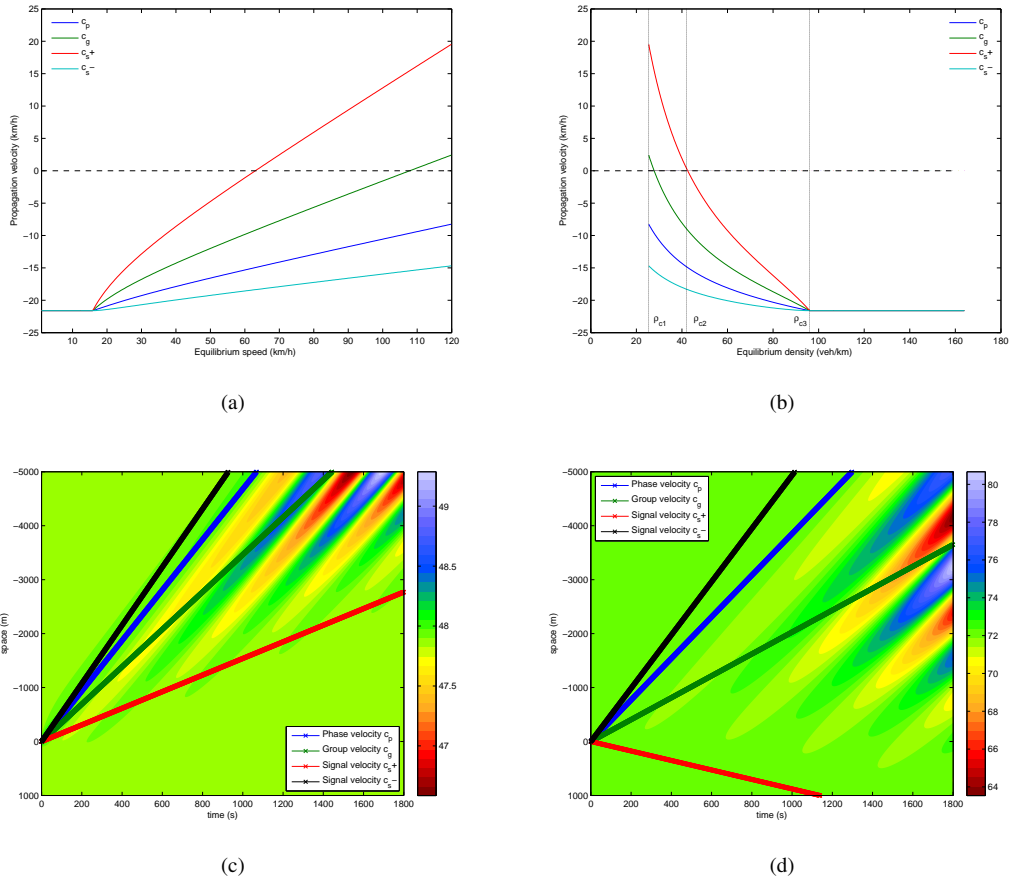 25
20
15
10
5
0
−5
−10
−15
−20
−25
10 20 30 40 50 60 70 80 90 100 110 120
Equilibrium speed (km/h)
Propagation velocity (km/h)
c_p
c_g
c_s+
c_s−
(a)
25
20
15
10
5
0
−5
−10
−15
−20
−25
0 20 40 60 80 100 120 140 160 180
Equilibrium density (veh/km)
Propagation velocity (km/h)
c_p
c_g
c_s+
c_s−
ρ_c1
ρ_c2
ρ_c3
(b)
−5000
−4000
−3000
−2000
−1000
0
1000
0 200 400 600 800 1000 1200 1400 1600 1800
time (s)
space (m)
Phase velocity c_p
Group velocity c_g
Signal velocity c_s+
Signal velocity c_s−
49
48.5
48
47.5
47
(c)
−5000
−4000
−3000
−2000
−1000
0
1000
0 200 400 600 800 1000 1200 1400 1600 1800
time (s)
space (m)
Phase velocity c_p
Group velocity c_g
Signal velocity c_s+
Signal velocity c_s−
80
78
76
74
72
70
68
66
64
(d)